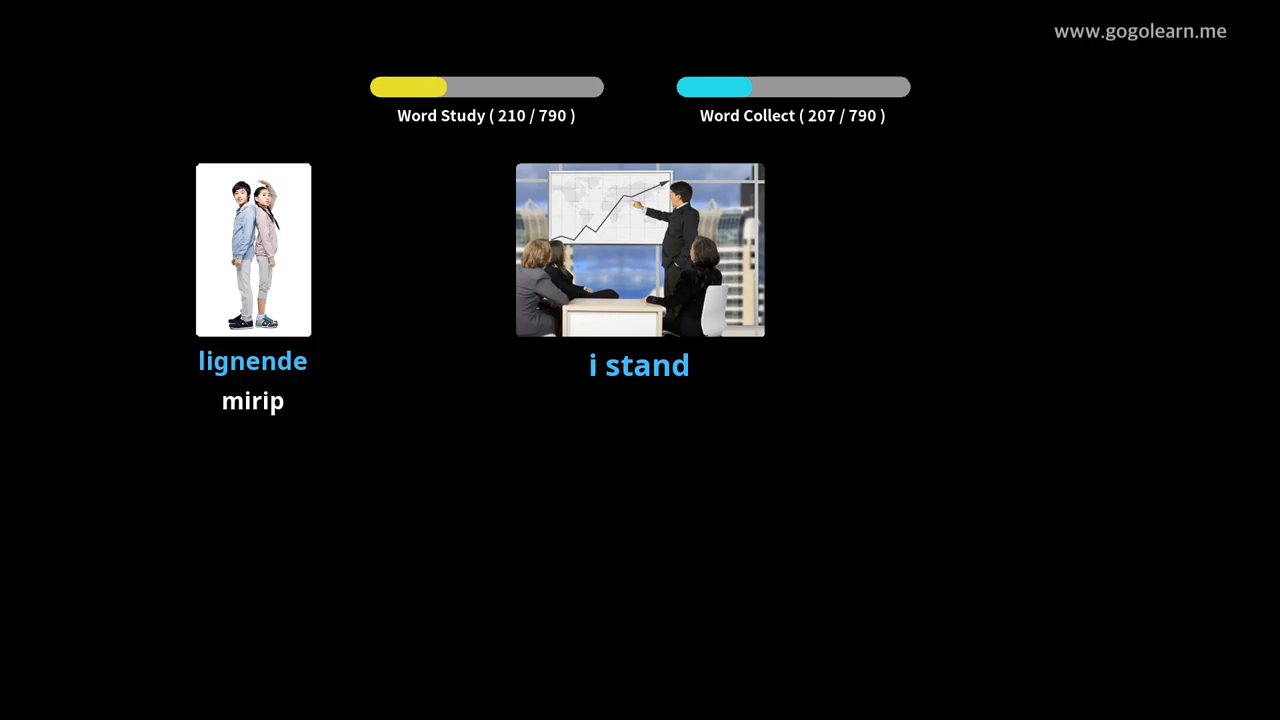 www.gogolearn.me
Word Study ( 210 / 790 )
Word Collect ( 207 / 790 )
lignende
mirip
i stand